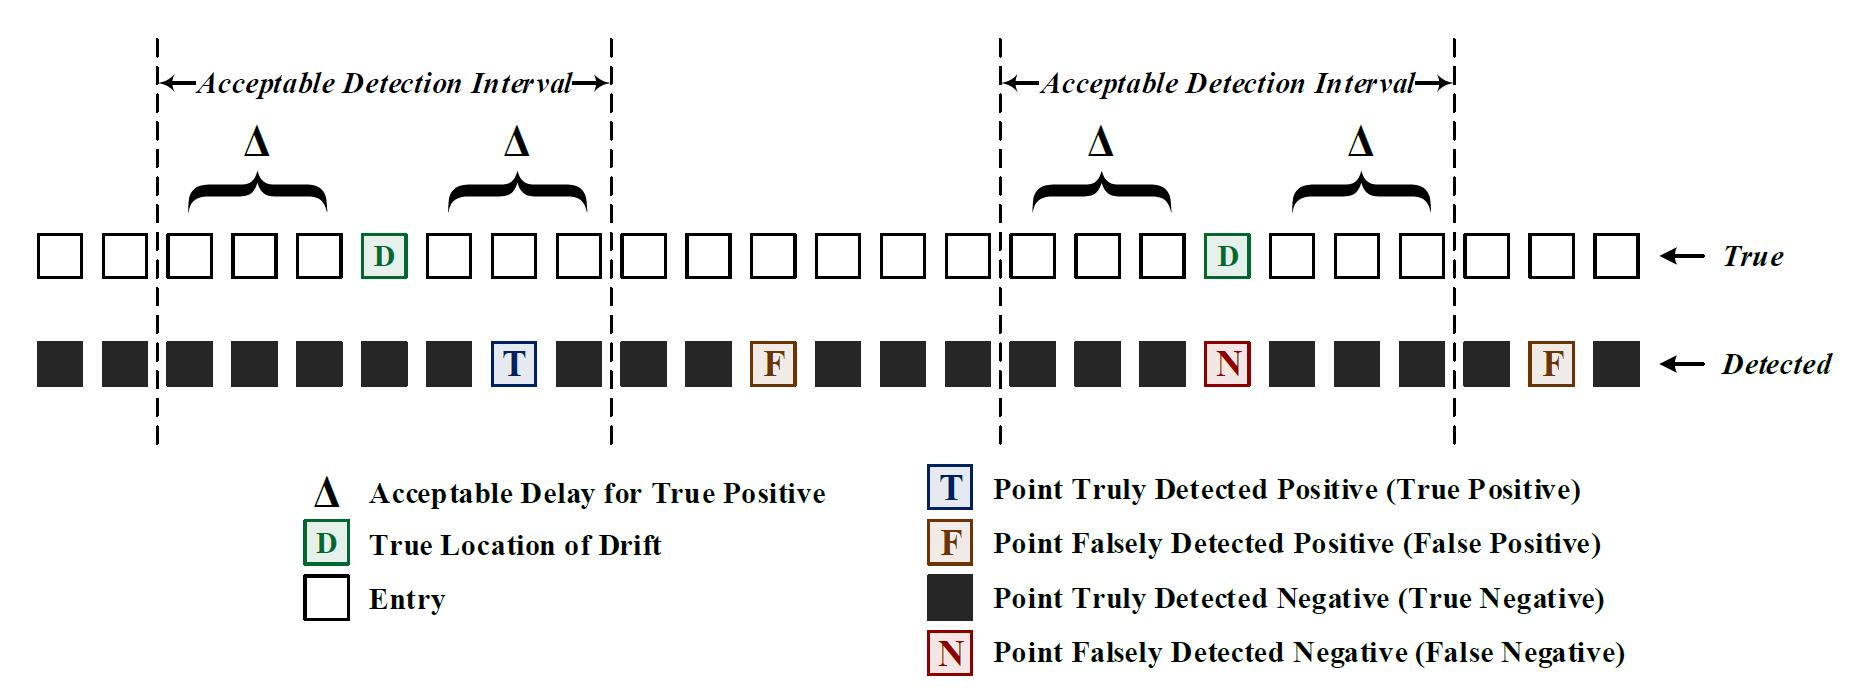 Acceptable Detection Interval Acceptable Detection Interval
Δ Δ Δ Δ
D D True
T F N F Detected
Δ Acceptable Delay for True Positive
D True Location of Drift
Entry
T Point Truly Detected Positive (True Positive)
F Point Falsely Detected Positive (False Positive)
Point Truly Detected Negative (True Negative)
N Point Falsely Detected Negative (False Negative)